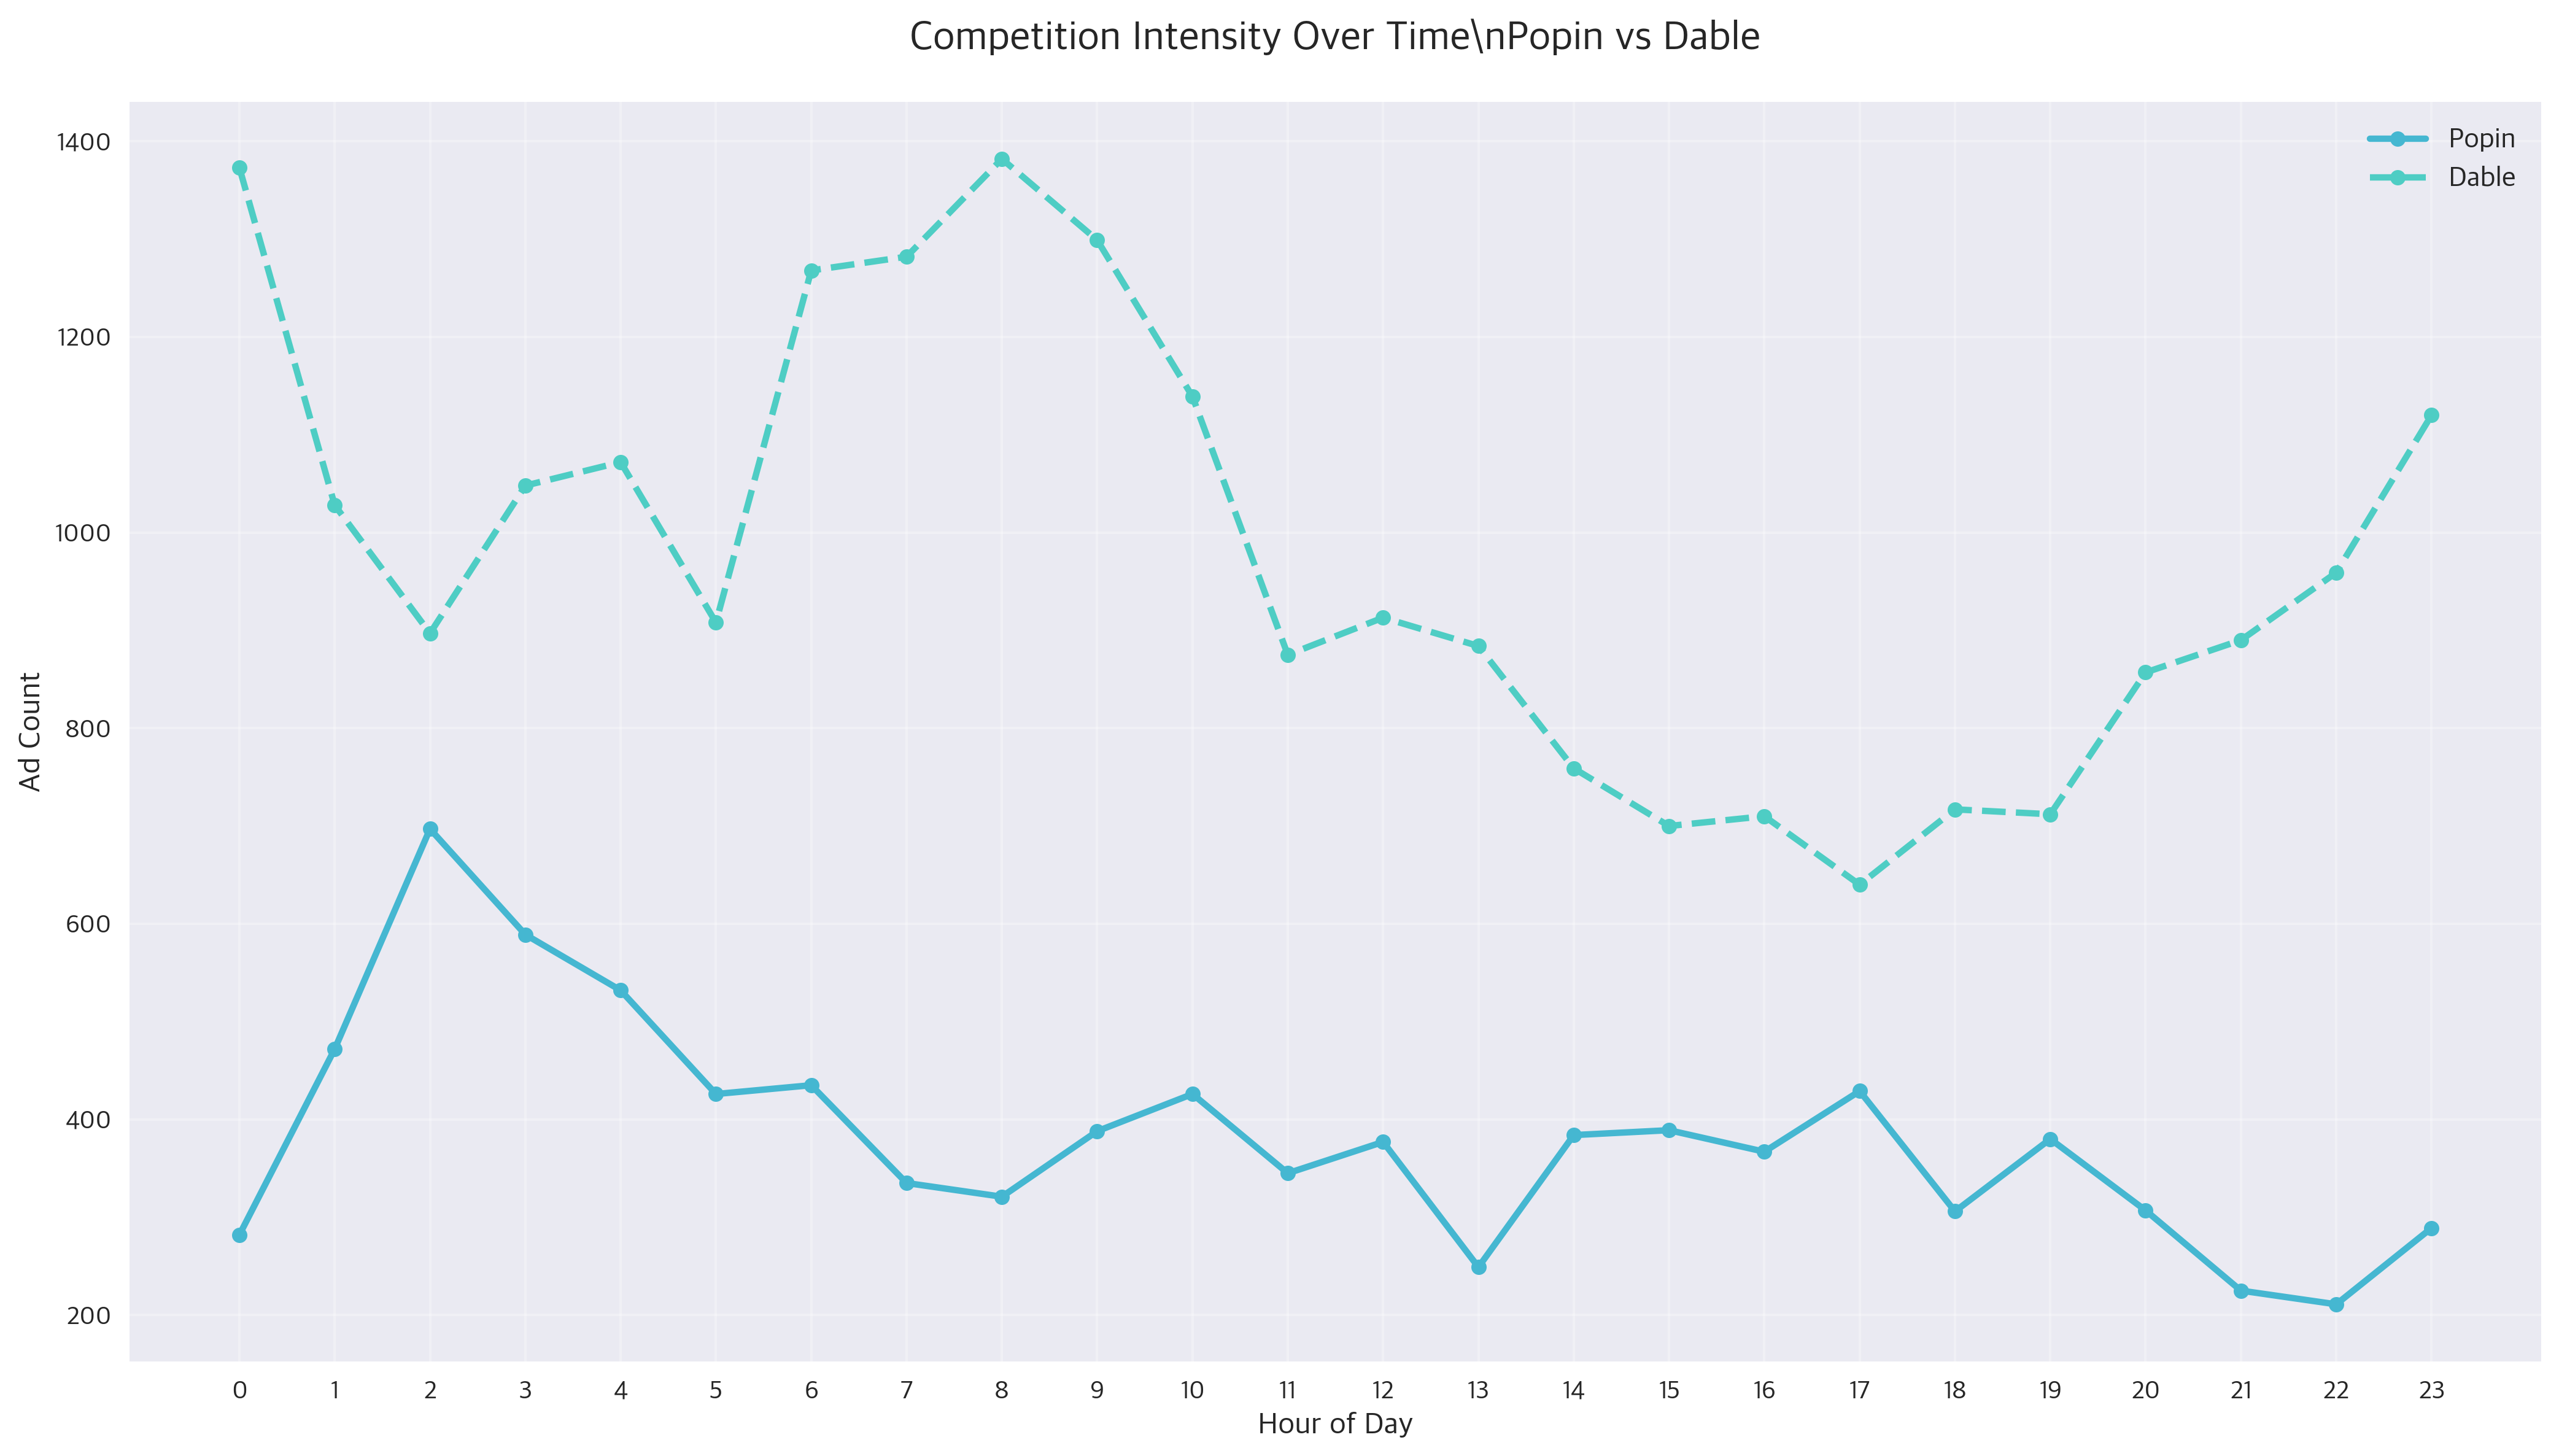 Competition Intensity Over Time\nPopin vs Dable
Popin
Dable
1400
1200
1000
800
600
400
200
Ad Count
0 1 2 3 4 5 6 7 8 9 10 11 12 13 14 15 16 17 18 19 20 21 22 23
Hour of Day